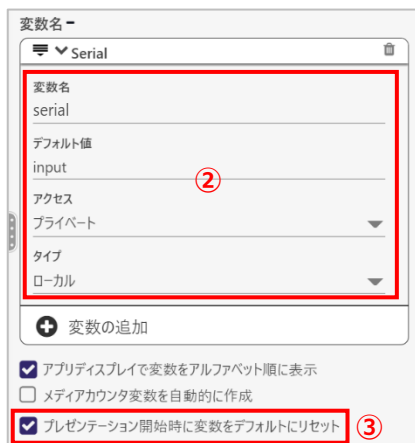 変数名 -
Serial
変数名
serial
デフォルト値
input
②
アクセス
プライベート
タイプ
ローカル
変数の追加
アプリディスプレイで変数をアルファベット順に表示
メディアカウンタ変数を自動的に作成
プレゼンテーション開始時に変数をデフォルトにリセット ③